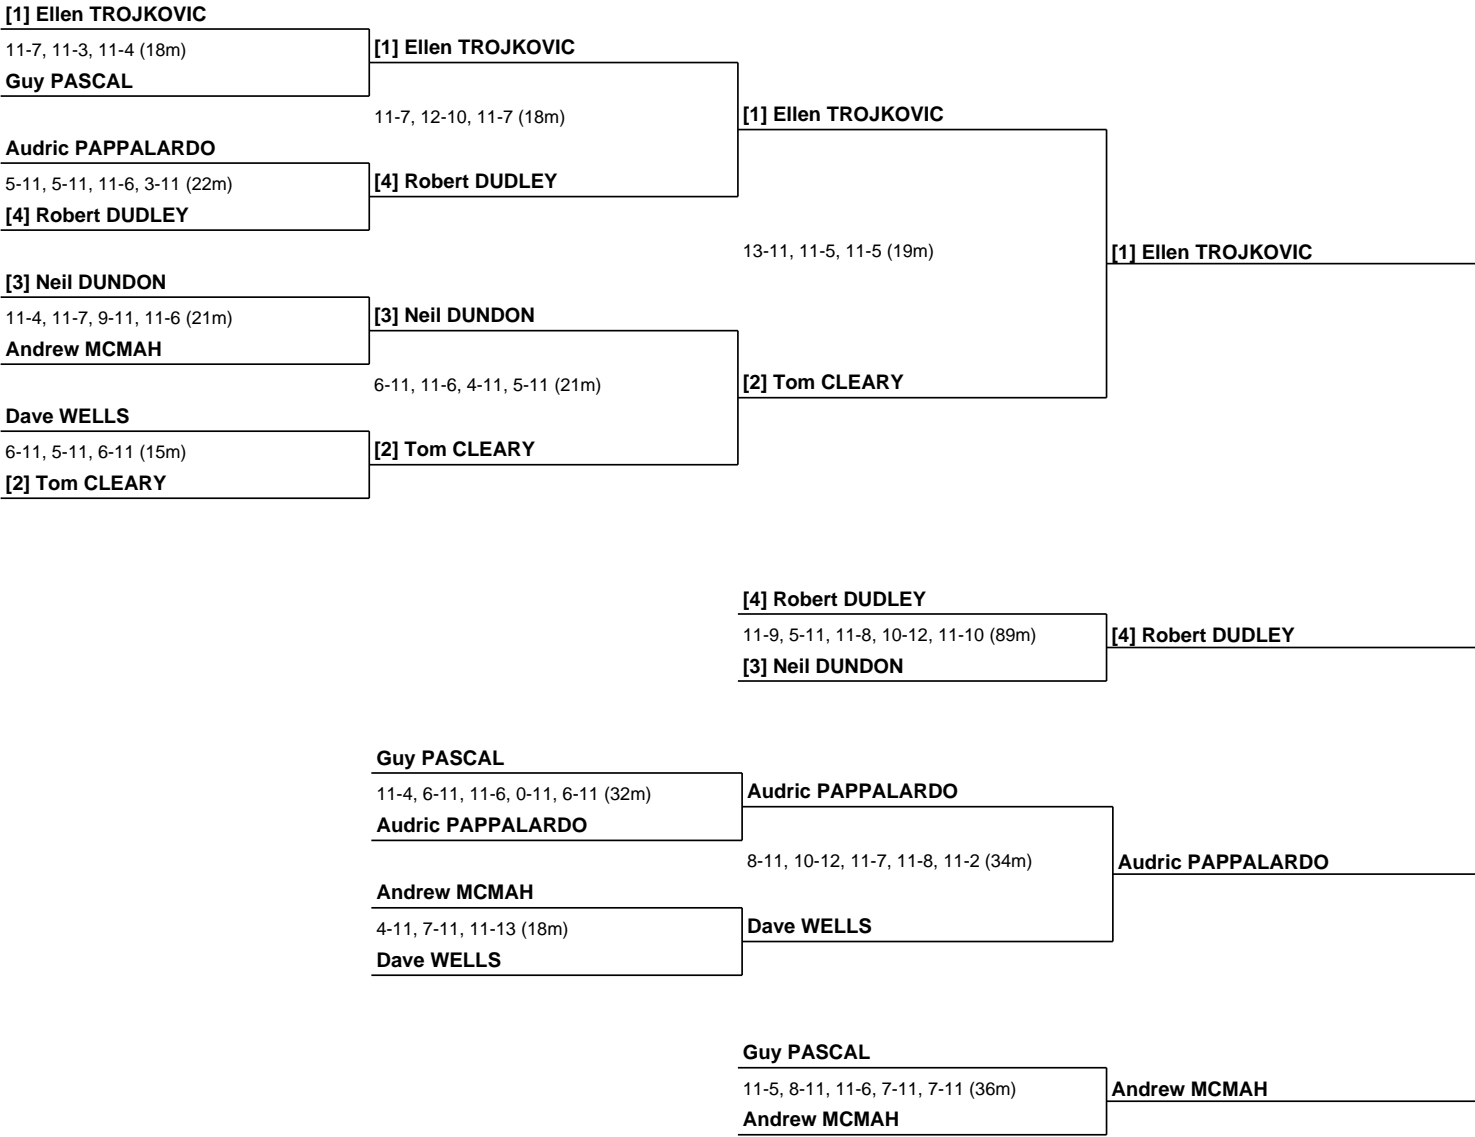 [1] Ellen TROJKOVIC
11-7, 11-3, 11-4 (18m)
[1] Ellen TROJKOVIC
Guy PASCAL
11-7, 12-10, 11-7 (18m)
[1] Ellen TROJKOVIC
Audric PAPPALARDO
5-11, 5-11, 11-6, 3-11 (22m)
[4] Robert DUDLEY
[4] Robert DUDLEY
13-11, 11-5, 11-5 (19m)
[1] Ellen TROJKOVIC
[3] Neil DUNDON
11-4, 11-7, 9-11, 11-6 (21m)
[3] Neil DUNDON
Andrew MCMAH
6-11, 11-6, 4-11, 5-11 (21m)
[2] Tom CLEARY
Dave WELLS
6-11, 5-11, 6-11 (15m)
[2] Tom CLEARY
[2] Tom CLEARY
[4] Robert DUDLEY
11-9, 5-11, 11-8, 10-12, 11-10 (89m)
[4] Robert DUDLEY
[3] Neil DUNDON
Guy PASCAL
11-4, 6-11, 11-6, 0-11, 6-11 (32m)
Audric PAPPALARDO
Audric PAPPALARDO
8-11, 10-12, 11-7, 11-8, 11-2 (34m)
Audric PAPPALARDO
Andrew MCMAH
4-11, 7-11, 11-13 (18m)
Dave WELLS
Dave WELLS
Guy PASCAL
11-5, 8-11, 11-6, 7-11, 7-11 (36m)
Andrew MCMAH
Andrew MCMAH